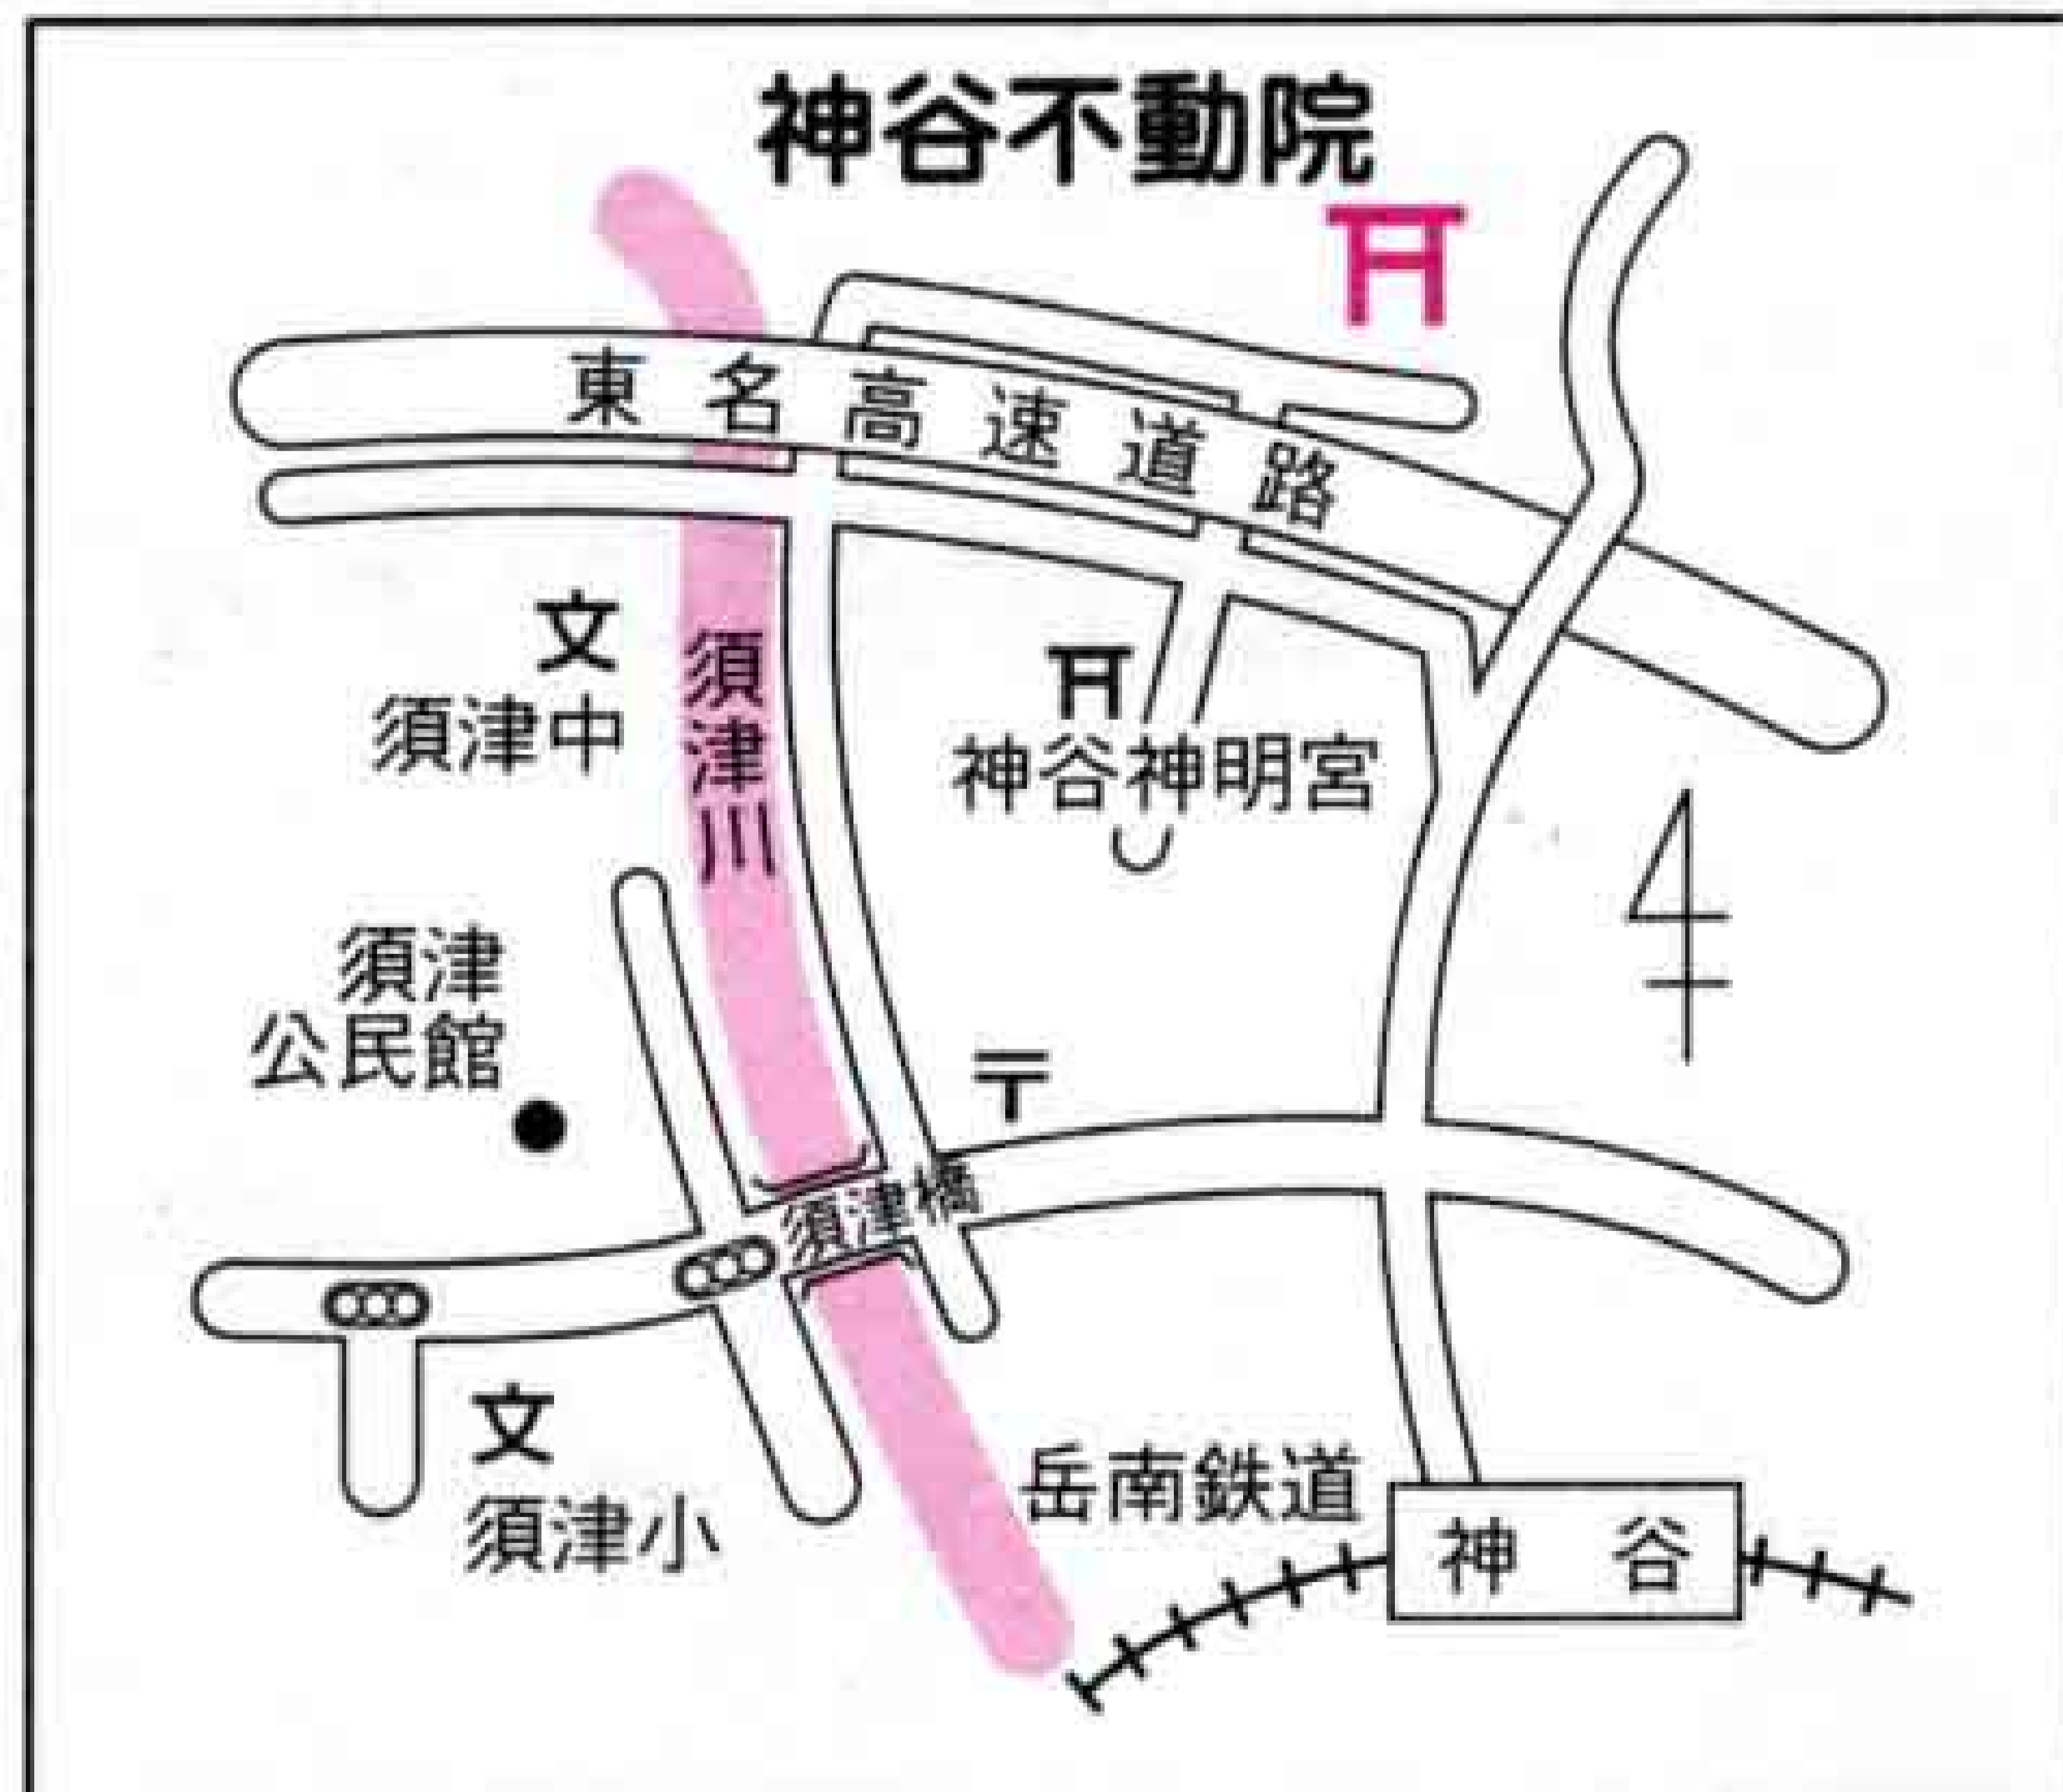 神谷不動院
東名高速道路
文
須津中
須津川
神谷神明宮
須津
公民館
〒
須津橋
文
須津小
岳南鉄道
神谷